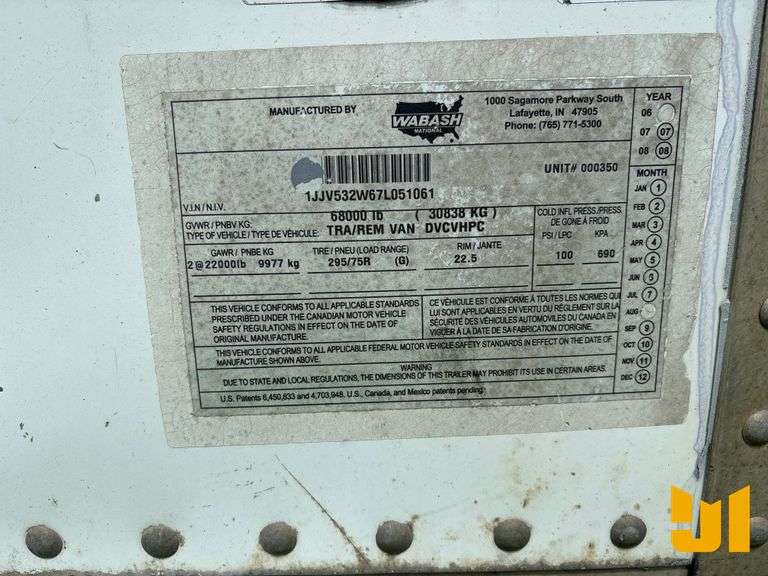 MANUFACTURED BY
WABASH
NATIONAL
1000 Sagamore Parkway South
Lafayette, IN 47905
Phone: (765) 771-5300
YEAR
06
07 07
08 08
UNIT# 000350
1JJV532W67L051061
V.I.N/N.I.V.
GVWR / PNBV KG: 68000 lb ( 30838 KG )
TYPE OF VEHICLE / TYPE DE VÉHICULE: TRA/REM VAN DVCVHPC
GAWR / PNBE KG TIRE / PNEU (LOAD RANGE) RIM / JANTE
2@22000lb 9977 kg 295/75R (G) 22.5
COLD INFL PRESS/PRESS
DE GONE À FROID
PSI / LPC KPA
100 690
MONTH
JAN 1
FEB 2
MAR 3
APR 4
MAY 5
JUN 6
JUL 7
AUG
SEP 9
OCT 10
NOV 11
DEC 12
THIS VEHICLE CONFORMS TO ALL APPLICABLE STANDARDS
PRESCRIBED UNDER THE CANADIAN MOTOR VEHICLE
SAFETY REGULATIONS IN EFFECT ON THE DATE OF
ORIGINAL MANUFACTURE.
CE VÉHICULE EST CONFORME À TOUTES LES NORMES QUI
LUI SONT APPLICABLES EN VERTU DU RÉGLEMENT SUR LA
SÉCURITÉ DES VÉHICULES AUTOMOBILES DU CANADA EN
VIGUER À LA DATE DE SA FABRICATION D'ORIGINE.
THIS VEHICLE CONFORMS TO ALL APPLICABLE FEDERAL MOTOR VEHICLE SAFETY STANDARDS IN EFFECT ON THE DATE OF
MANUFACTURE SHOWN ABOVE.
WARNING
DUE TO STATE AND LOCAL REGULATIONS, THE DIMENSIONS OF THIS TRAILER MAY PROHIBIT ITS USE IN CERTAIN AREAS.
U.S. Patents 6,450,833 and 4,703,948, U.S., Canada, and Mexico patents pending.